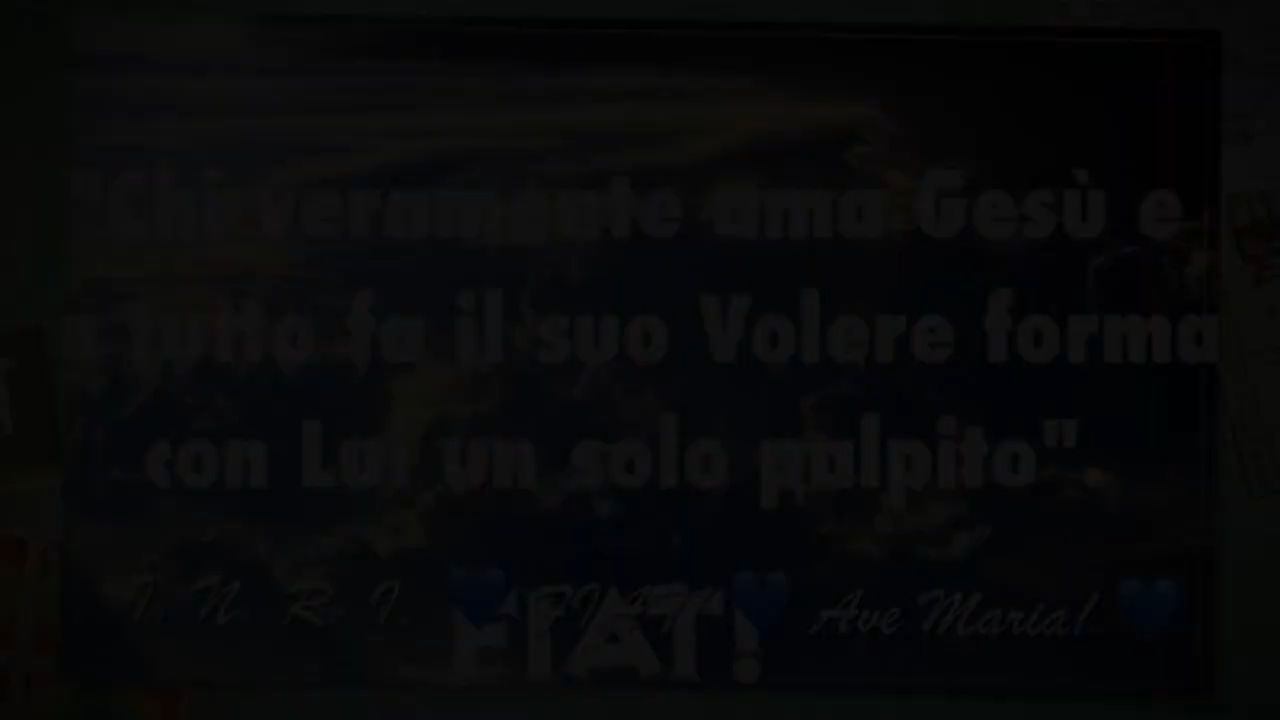 "Chi veramente ama Gesù e
in tutto fa il suo Volere forma
con Lui un solo palpito"
I. N. R. I. 💙 FIAT! 💙 Ave Maria! 💙
FIAT!